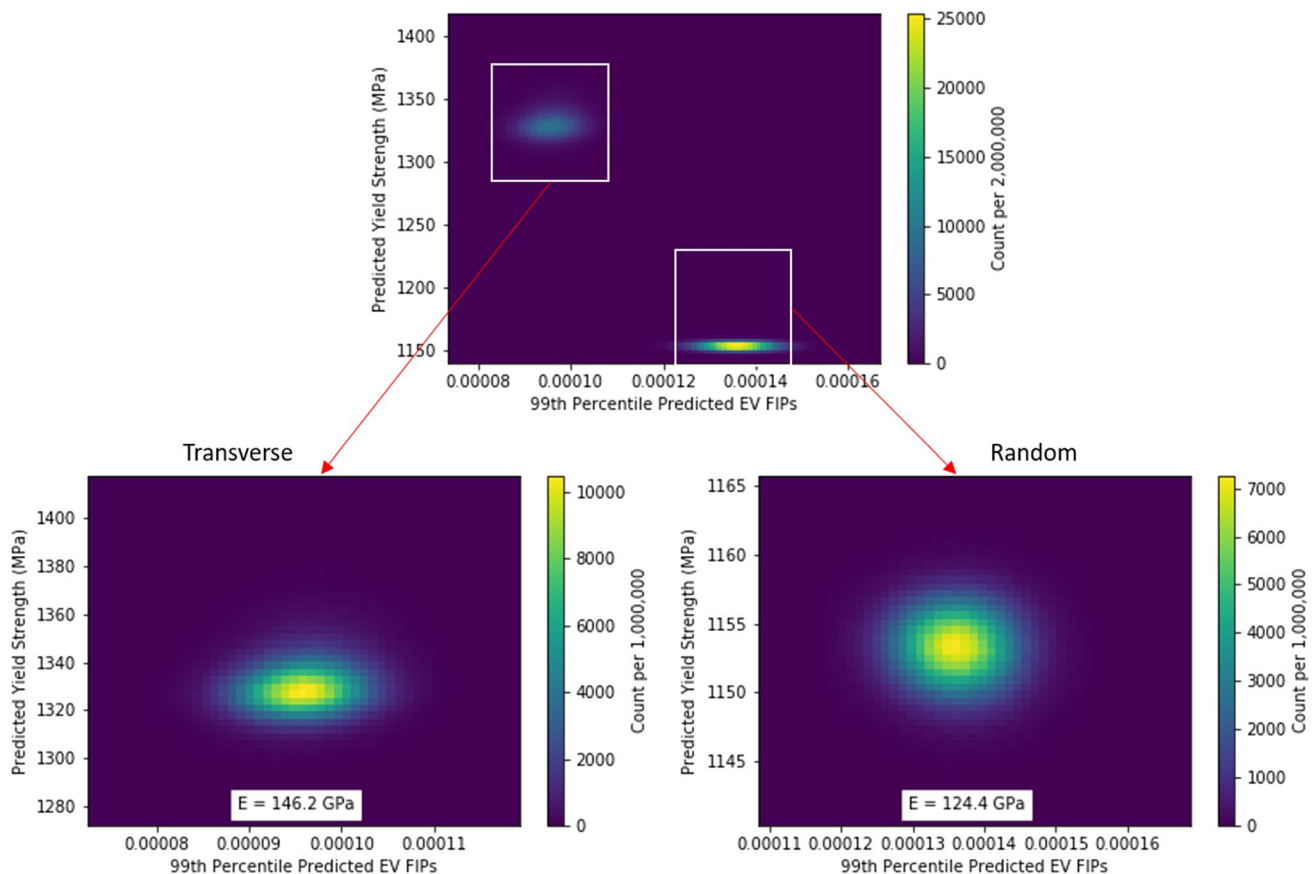 1400
1350
1300
1250
1200
1150
Predicted Yield Strength (MPa)
0.00008 0.00010 0.00012 0.00014 0.00016
99th Percentile Predicted EV FIPs
25000
20000
15000
10000
5000
0
Count per 2,000,000
Transverse
1400
1380
1360
1340
1320
1300
1280
Predicted Yield Strength (MPa)
E = 146.2 GPa
0.00008 0.00009 0.00010 0.00011
99th Percentile Predicted EV FIPs
10000
8000
6000
4000
2000
0
Count per 1,000,000
Random
1165
1160
1155
1150
1145
Predicted Yield Strength (MPa)
E = 124.4 GPa
0.00011 0.00012 0.00013 0.00014 0.00015 0.00016
99th Percentile Predicted EV FIPs
7000
6000
5000
4000
3000
2000
1000
0
Count per 1,000,000